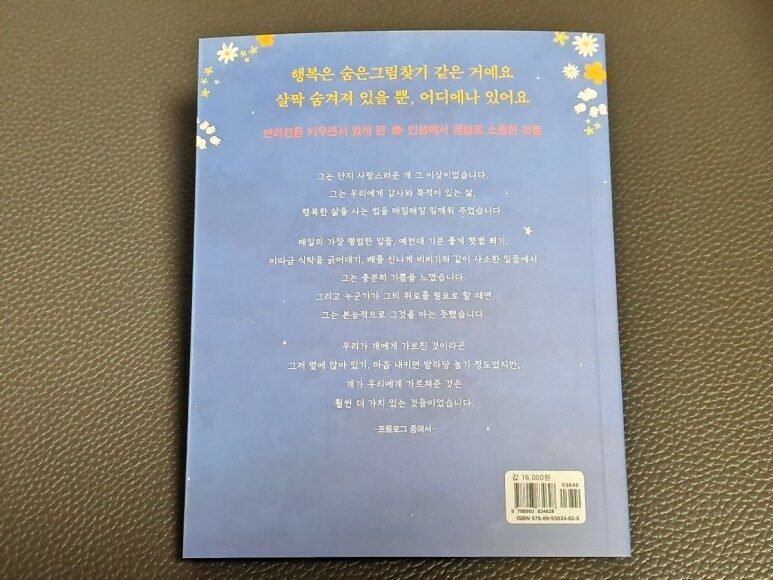 행복은 숨은그림찾기 같은 거예요
살짝 숨겨져 있을 뿐, 어디에나 있어요
반려견을 키우면서 알게 된 츎 인생에서 정말로 소중한 것들
그는 단지 사랑스러운 개 그 이상이었습니다.
그는 우리에게 감사와 목적이 있는 삶,
행복한 삶을 사는 법을 매일매일 일깨워 주었습니다.
매일의 가장 평범한 일들, 예컨대 기분 좋게 햇볕 쬐기,
이따금 식탁을 긁어대기, 배를 신나게 비비기와 같이 사소한 일들에서
그는 충분히 기쁨을 느꼈습니다.
그리고 누군가가 그의 위로를 필요로 할 때면
그는 본능적으로 그것을 아는 듯했습니다.
우리가 개에게 가르친 것이라곤
그저 옆에 앉아 있기, 마음 내키면 발라당 눕기 정도였지만,
개가 우리에게 가르쳐준 것은
훨씬 더 가치 있는 것들이었습니다.
-프롤로그 중에서-
값 16,000원
03840
9 788993 834628
ISBN 978-89-93834-62-8